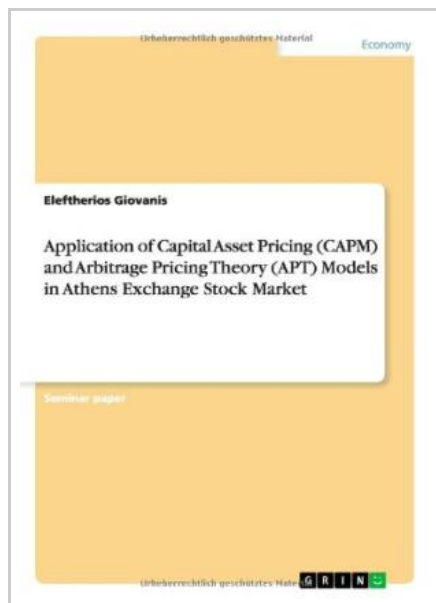 Urheberrechtlich geschütztes Material
Economy
Eleftherios Giovanis
Application of Capital Asset Pricing (CAPM)
and Arbitrage Pricing Theory (APT) Models
in Athens Exchange Stock Market
Seminar paper
Urheberrechtlich geschütztes Mate
GRIN